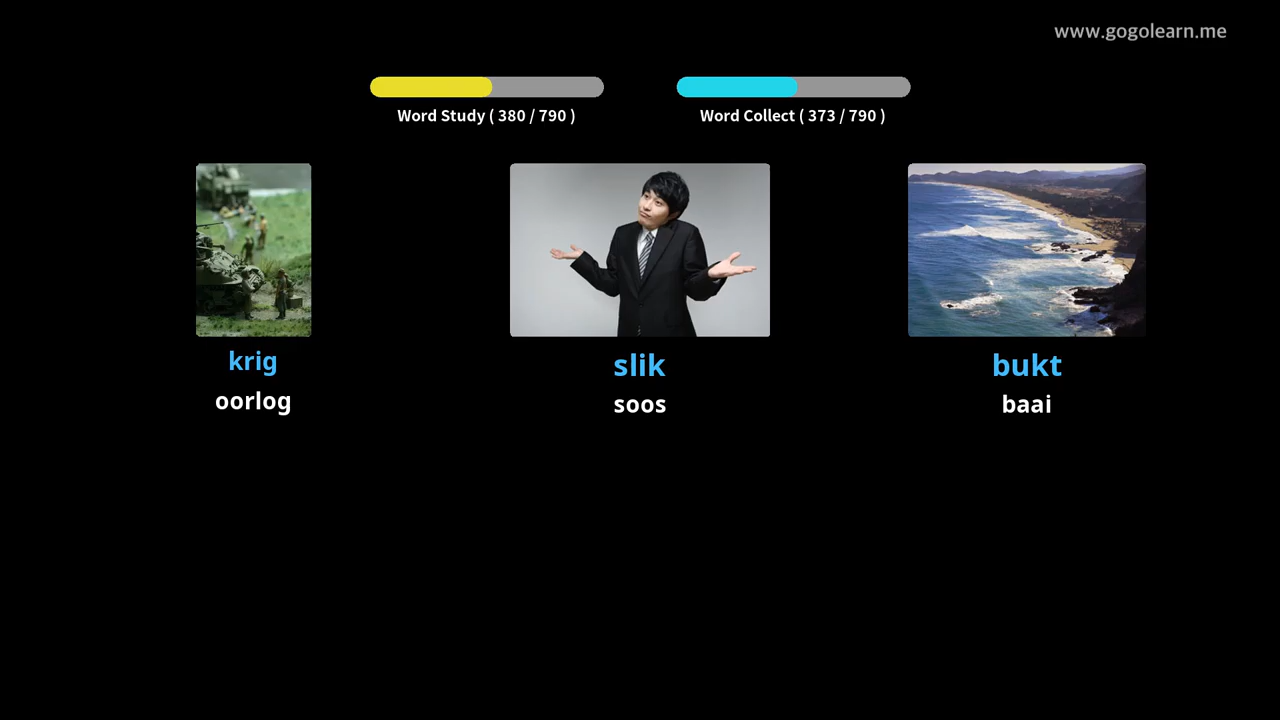 www.gogolearn.me
Word Study ( 380 / 790 )
Word Collect ( 373 / 790 )
krig
slik
bukt
oorlog
soos
baai